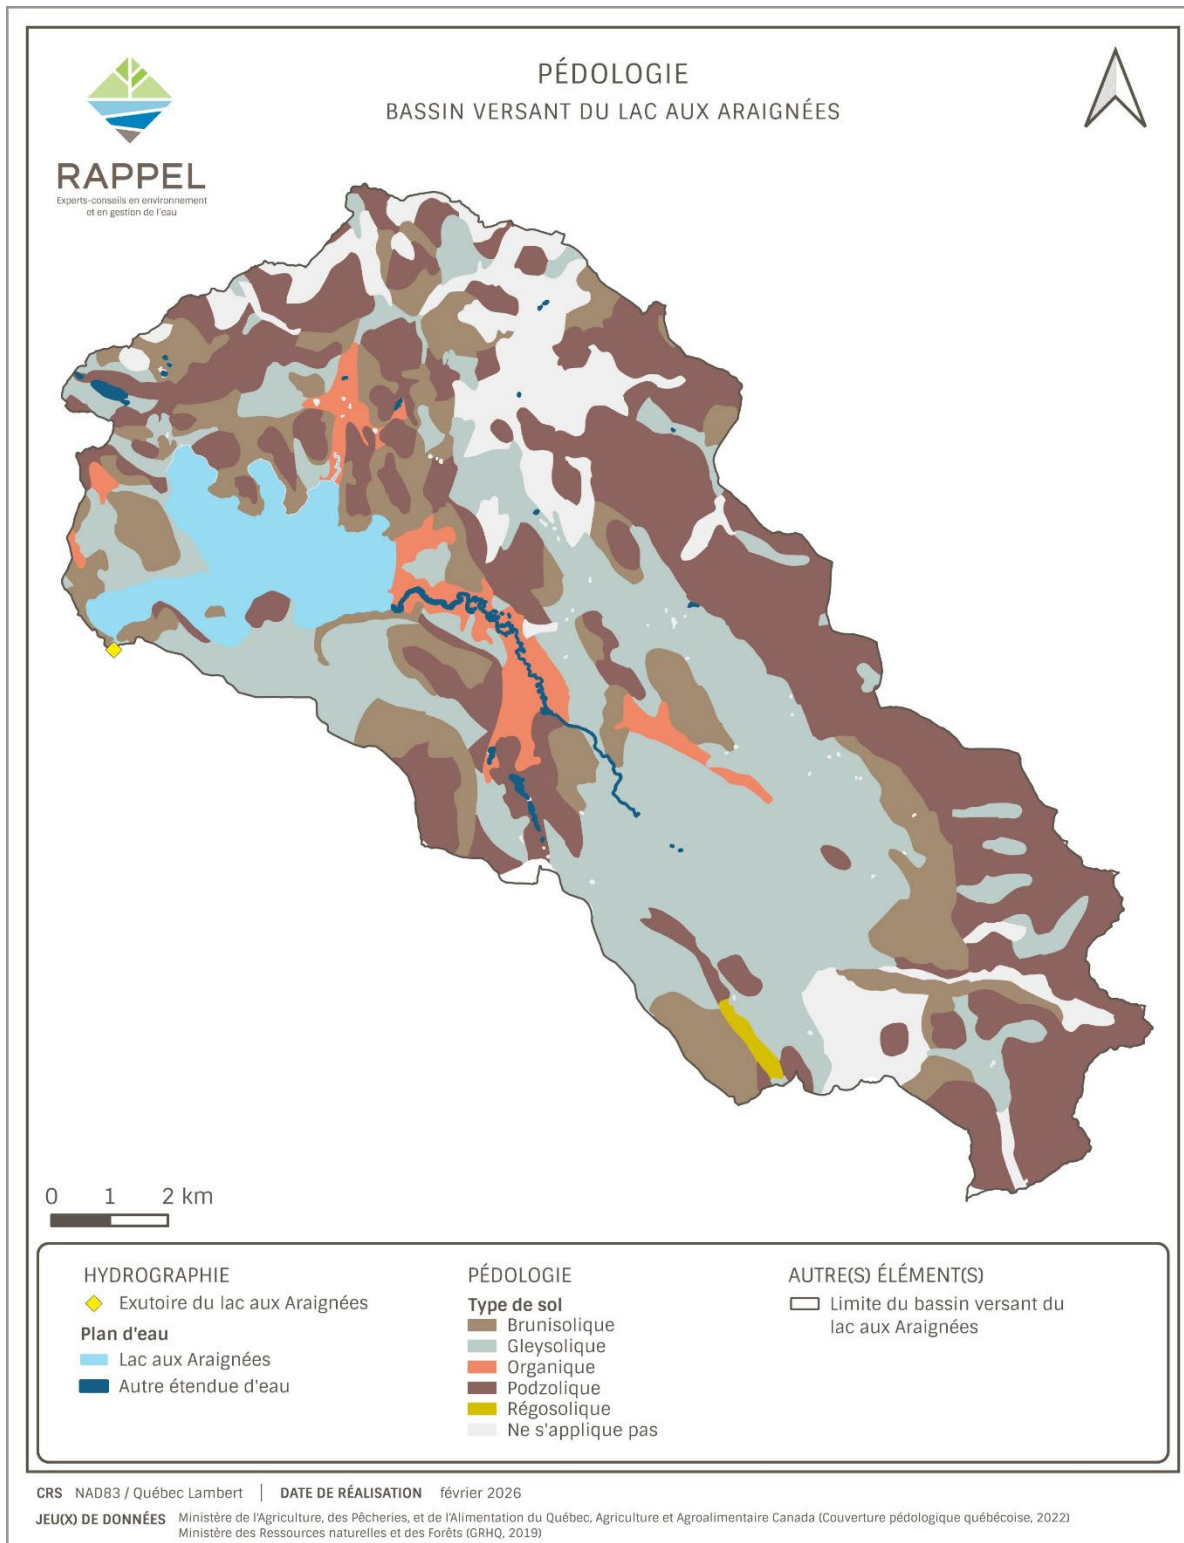 PÉDOLOGIE
BASSIN VERSANT DU LAC AUX ARAIGNÉES
RAPPEL
Experts-conseils en environnement
et en gestion de l'eau
0 1 2 km
HYDROGRAPHIE
Exutoire du lac aux Araignées
Plan d'eau
Lac aux Araignées
Autre étendue d'eau
PÉDOLOGIE
Type de sol
Brunisolique
Gleysolique
Organique
Podzolique
Régosolique
Ne s'applique pas
AUTRE(S) ÉLÉMENT(S)
Limite du bassin versant du
lac aux Araignées
CRS NAD83 / Québec Lambert | DATE DE RÉALISATION février 2026
JEU(X) DE DONNÉES Ministère de l'Agriculture, des Pêcheries, et de l'Alimentation du Québec, Agriculture et Agroalimentaire Canada (Couverture pédologique québécoise, 2022)
Ministère des Ressources naturelles et des Forêts (GRHQ, 2019)